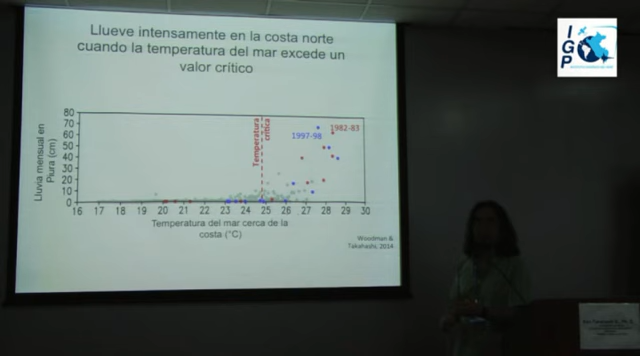 Llueve intensamente en la costa norte
cuando la temperatura del mar excede un
valor crítico
IGP
Lluvia mensual en
Piura (cm)
80
70
60
50
40
30
20
10
0
Temperatura
crítica
1997-98
1982-83
16 17 18 19 20 21 22 23 24 25 26 27 28 29 30
Temperatura del mar cerca de la
costa (°C)
Woodman &
Takahashi, 2014